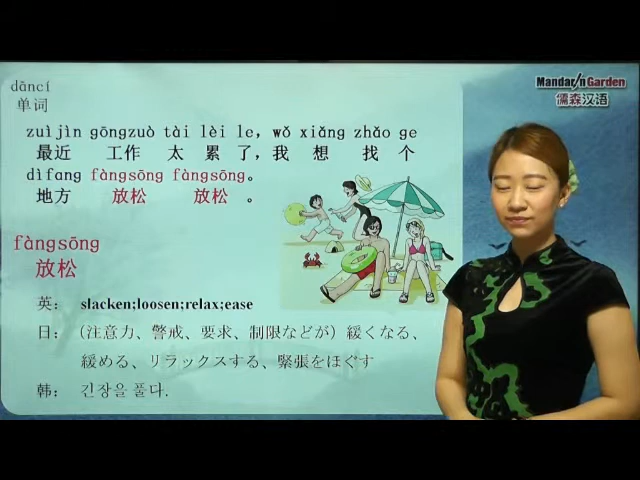 dāncí
单词
zuìjìn gōngzuò tài lèi le, wǒ xiǎng zhǎo ge
最近 工作 太 累 了，我 想 找 个
dìfang fàngsōng fàngsōng。
地方 放松 放松 。
fàngsōng
放松
英： slacken;loosen;relax;ease
日： （注意力、警戒、要求、制限などが）緩くなる、
緩める、リラックスする、緊張をほぐす
韩： 긴장을 풀다.
Mandarin Garden
儒森汉语